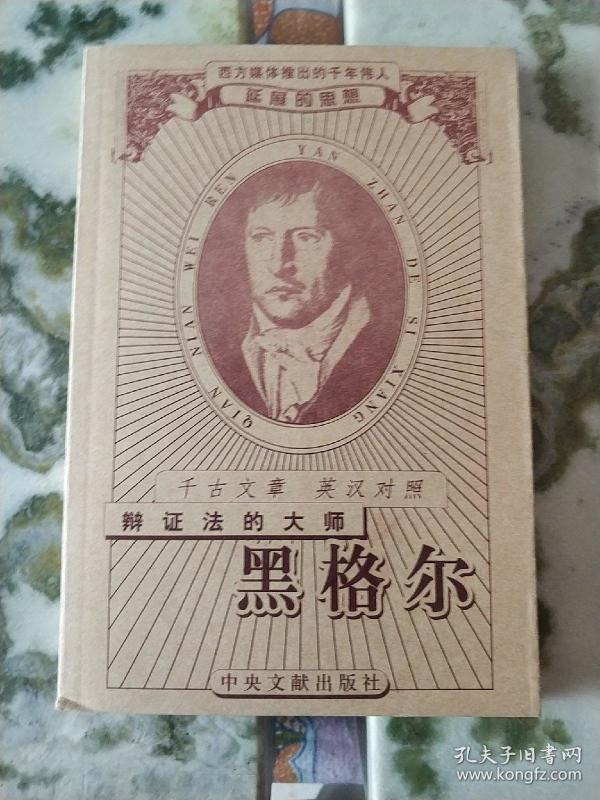 西方媒体推出的千年伟人
延展的思想
QIAN NIAN WEI REN YAN ZHAN DE SI XIANG
千古文章 英汉对照
辩证法的大师
黑格尔
中央文献出版社
孔夫子旧书网
www.kongfz.com